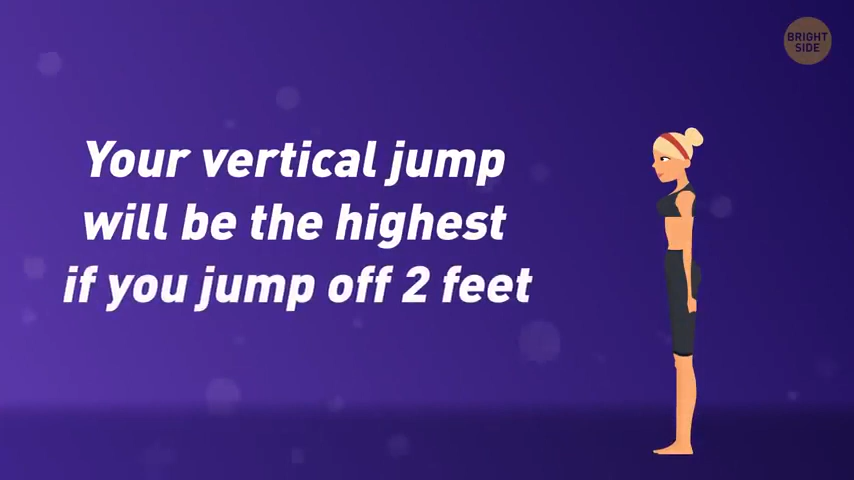 BRIGHT
SIDE
Your vertical jump
will be the highest
if you jump off 2 feet